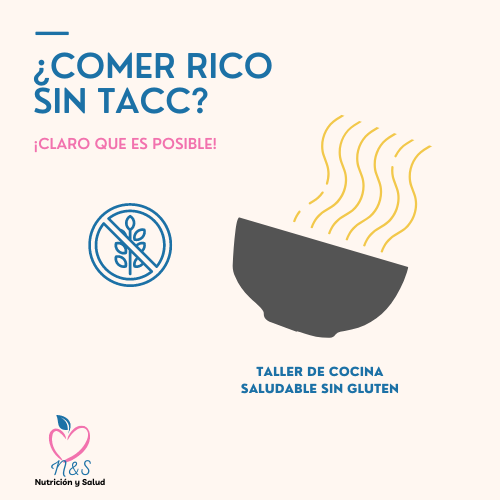 ¿COMER RICO
SIN TACC?
¡CLARO QUE ES POSIBLE!
TALLER DE COCINA
SALUDABLE SIN GLUTEN
N&S
Nutrición y Salud